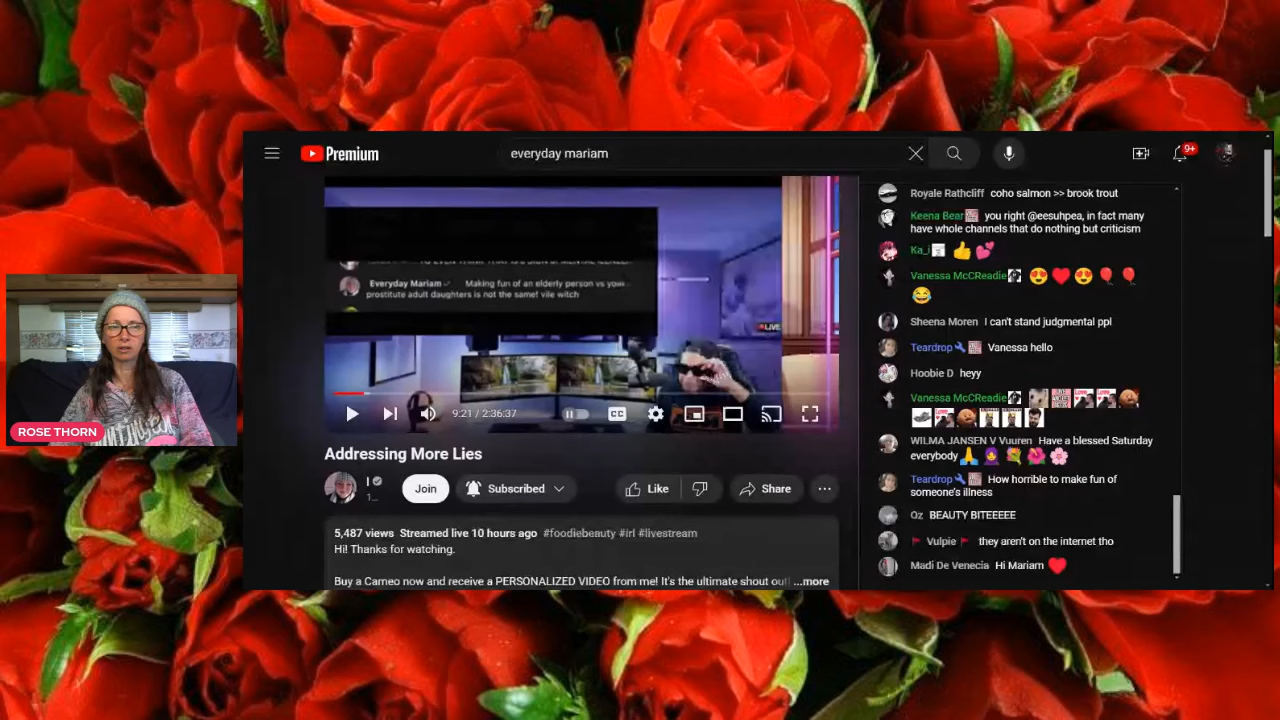 Premium
everyday mariam
9+
Everyday Mariam Making fun of an elderly person vs your
prostitute adult daughters is not the same! vile witch
LIVE
9:21 / 2:36:37
CC
Addressing More Lies
Join
Subscribed
Like
Share
5,487 views Streamed live 10 hours ago #foodiebeauty #irl #livestream
Hi! Thanks for watching.
Buy a Cameo now and receive a PERSONALIZED VIDEO from me! It's the ultimate shout out! ...more
Royale Rathcliff coho salmon >> brook trout
Keena Bear you right @eesuhpea, in fact many
have whole channels that do nothing but criticism
Ka_i
Vanessa McCReadie
Sheena Moren I can't stand judgmental ppl
Teardrop Vanessa hello
Hoobie D heyy
Vanessa McCReadie
WILMA JANSEN V Vuuren Have a blessed Saturday
everybody
Teardrop How horrible to make fun of
someone's illness
Oz BEAUTY BITEEEEE
Vulpie they aren't on the internet tho
Madi De Venecia Hi Mariam
ROSE THORN